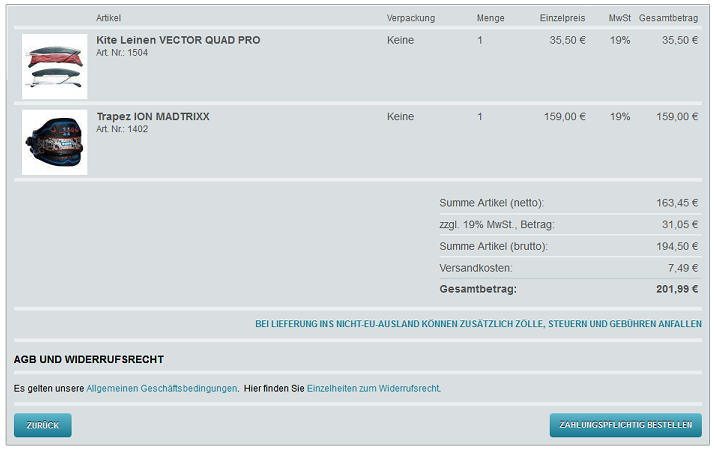 Artikel Verpackung Menge Einzelpreis MwSt Gesamtbetrag
Kite Leinen VECTOR QUAD PRO Keine 1 35,50 € 19% 35,50 €
Art. Nr.: 1504
Trapez ION MADTRIXX Keine 1 159,00 € 19% 159,00 €
Art. Nr.: 1402
Summe Artikel (netto): 163,45 €
zzgl. 19% MwSt., Betrag: 31,05 €
Summe Artikel (brutto): 194,50 €
Versandkosten: 7,49 €
Gesamtbetrag: 201,99 €
BEI LIEFERUNG INS NICHT-EU-AUSLAND KÖNNEN ZUSÄTZLICH ZÖLLE, STEUERN UND GEBÜHREN ANFALLEN
AGB UND WIDERRUFSRECHT
Es gelten unsere Allgemeinen Geschäftsbedingungen. Hier finden Sie Einzelheiten zum Widerrufsrecht.
ZURÜCK ZAHLUNGSPFLICHTIG BESTELLEN